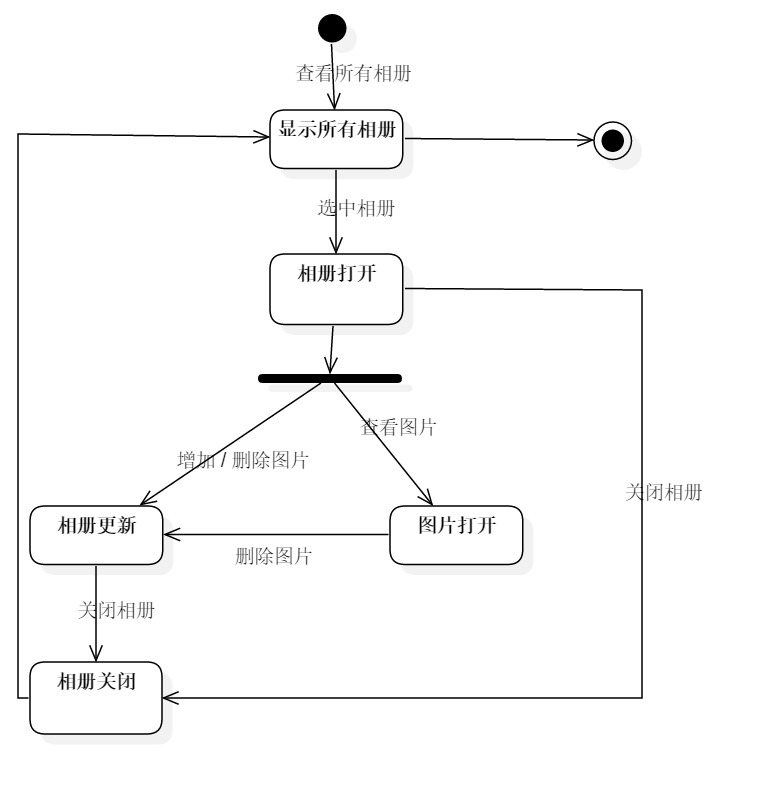 查看所有相册
显示所有相册
选中相册
相册打开
查看图片
增加 / 删除图片
关闭相册
相册更新
图片打开
删除图片
关闭相册
相册关闭